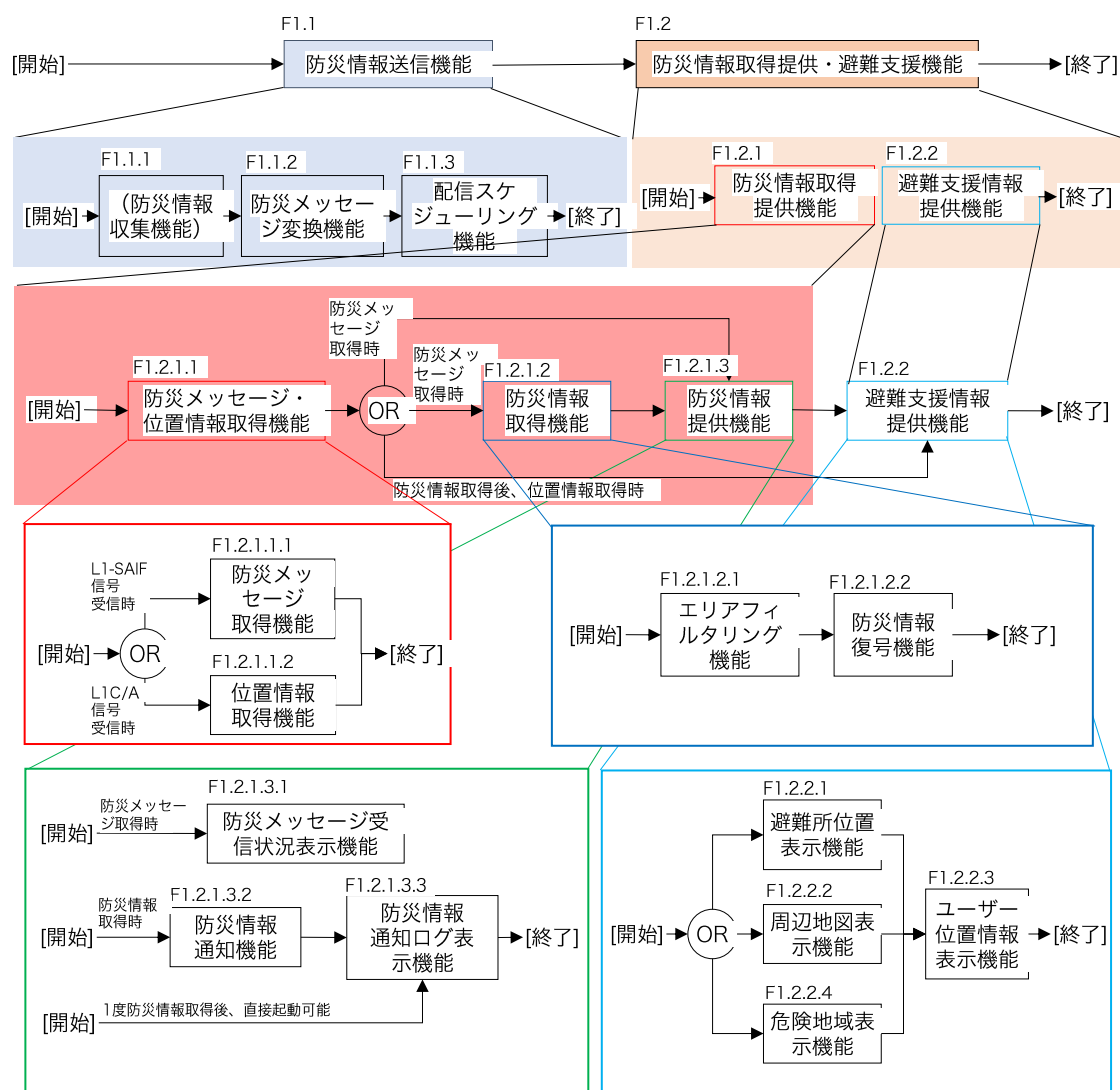 F1.1
F1.2
[開始]
防災情報送信機能
防災情報取得提供・避難支援機能
[終了]
F1.1.1
F1.1.2
F1.1.3
[開始]
（防災情報
収集機能）
防災メッセー
ジ変換機能
配信スケ
ジューリング
機能
[終了]
F1.2.1
F1.2.2
[開始]
防災情報取得
提供機能
避難支援情報
提供機能
[終了]
防災メッ
セージ
取得時
防災メッ
セージ
取得時
F1.2.1.1
F1.2.1.2
F1.2.1.3
F1.2.2
[開始]
防災メッセージ・
位置情報取得機能
OR
防災情報
取得機能
防災情報
提供機能
避難支援情報
提供機能
[終了]
防災情報取得後、位置情報取得時
F1.2.1.1.1
L1-SAIF
信号
受信時
防災メッ
セージ
取得機能
[開始]
OR
[終了]
F1.2.1.1.2
L1C/A
信号
受信時
位置情報
取得機能
F1.2.1.2.1
F1.2.1.2.2
[開始]
エリアフィ
ルタリング
機能
防災情報
復号機能
[終了]
F1.2.1.3.1
防災メッセー
ジ取得時
[開始]
防災メッセージ受
信状況表示機能
F1.2.1.3.2
F1.2.1.3.3
防災情報
取得時
[開始]
防災情報
通知機能
防災情報
通知ログ表
示機能
[終了]
1度防災情報取得後、直接起動可能
[開始]
F1.2.2.1
避難所位置
表示機能
F1.2.2.2
F1.2.2.3
[開始]
OR
周辺地図表
示機能
ユーザー
位置情報
表示機能
[終了]
F1.2.2.4
危険地域表
示機能